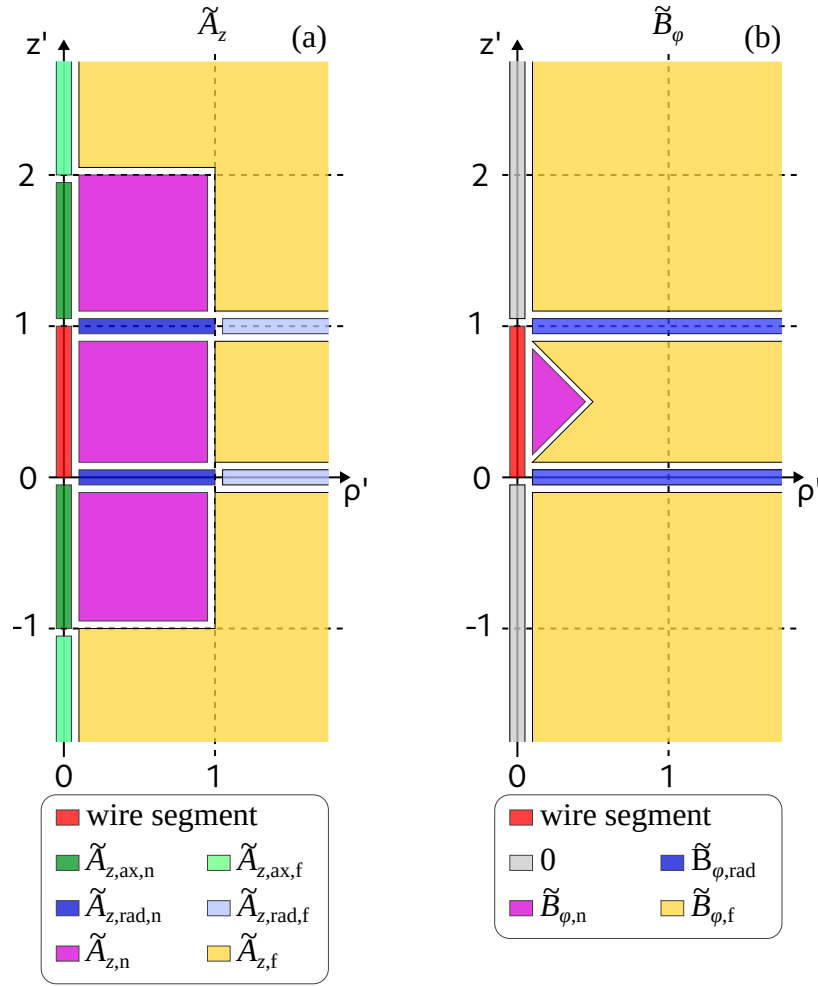 z' Ã_z (a)
2
1
0
-1
ρ'
0 1
wire segment
Ã_z,ax,n Ã_z,ax,f
Ã_z,rad,n Ã_z,rad,f
Ã_z,n Ã_z,f
z' B̃_φ (b)
2
1
0
-1
ρ'
0 1
wire segment
0 B̃_φ,rad
B̃_φ,n B̃_φ,f